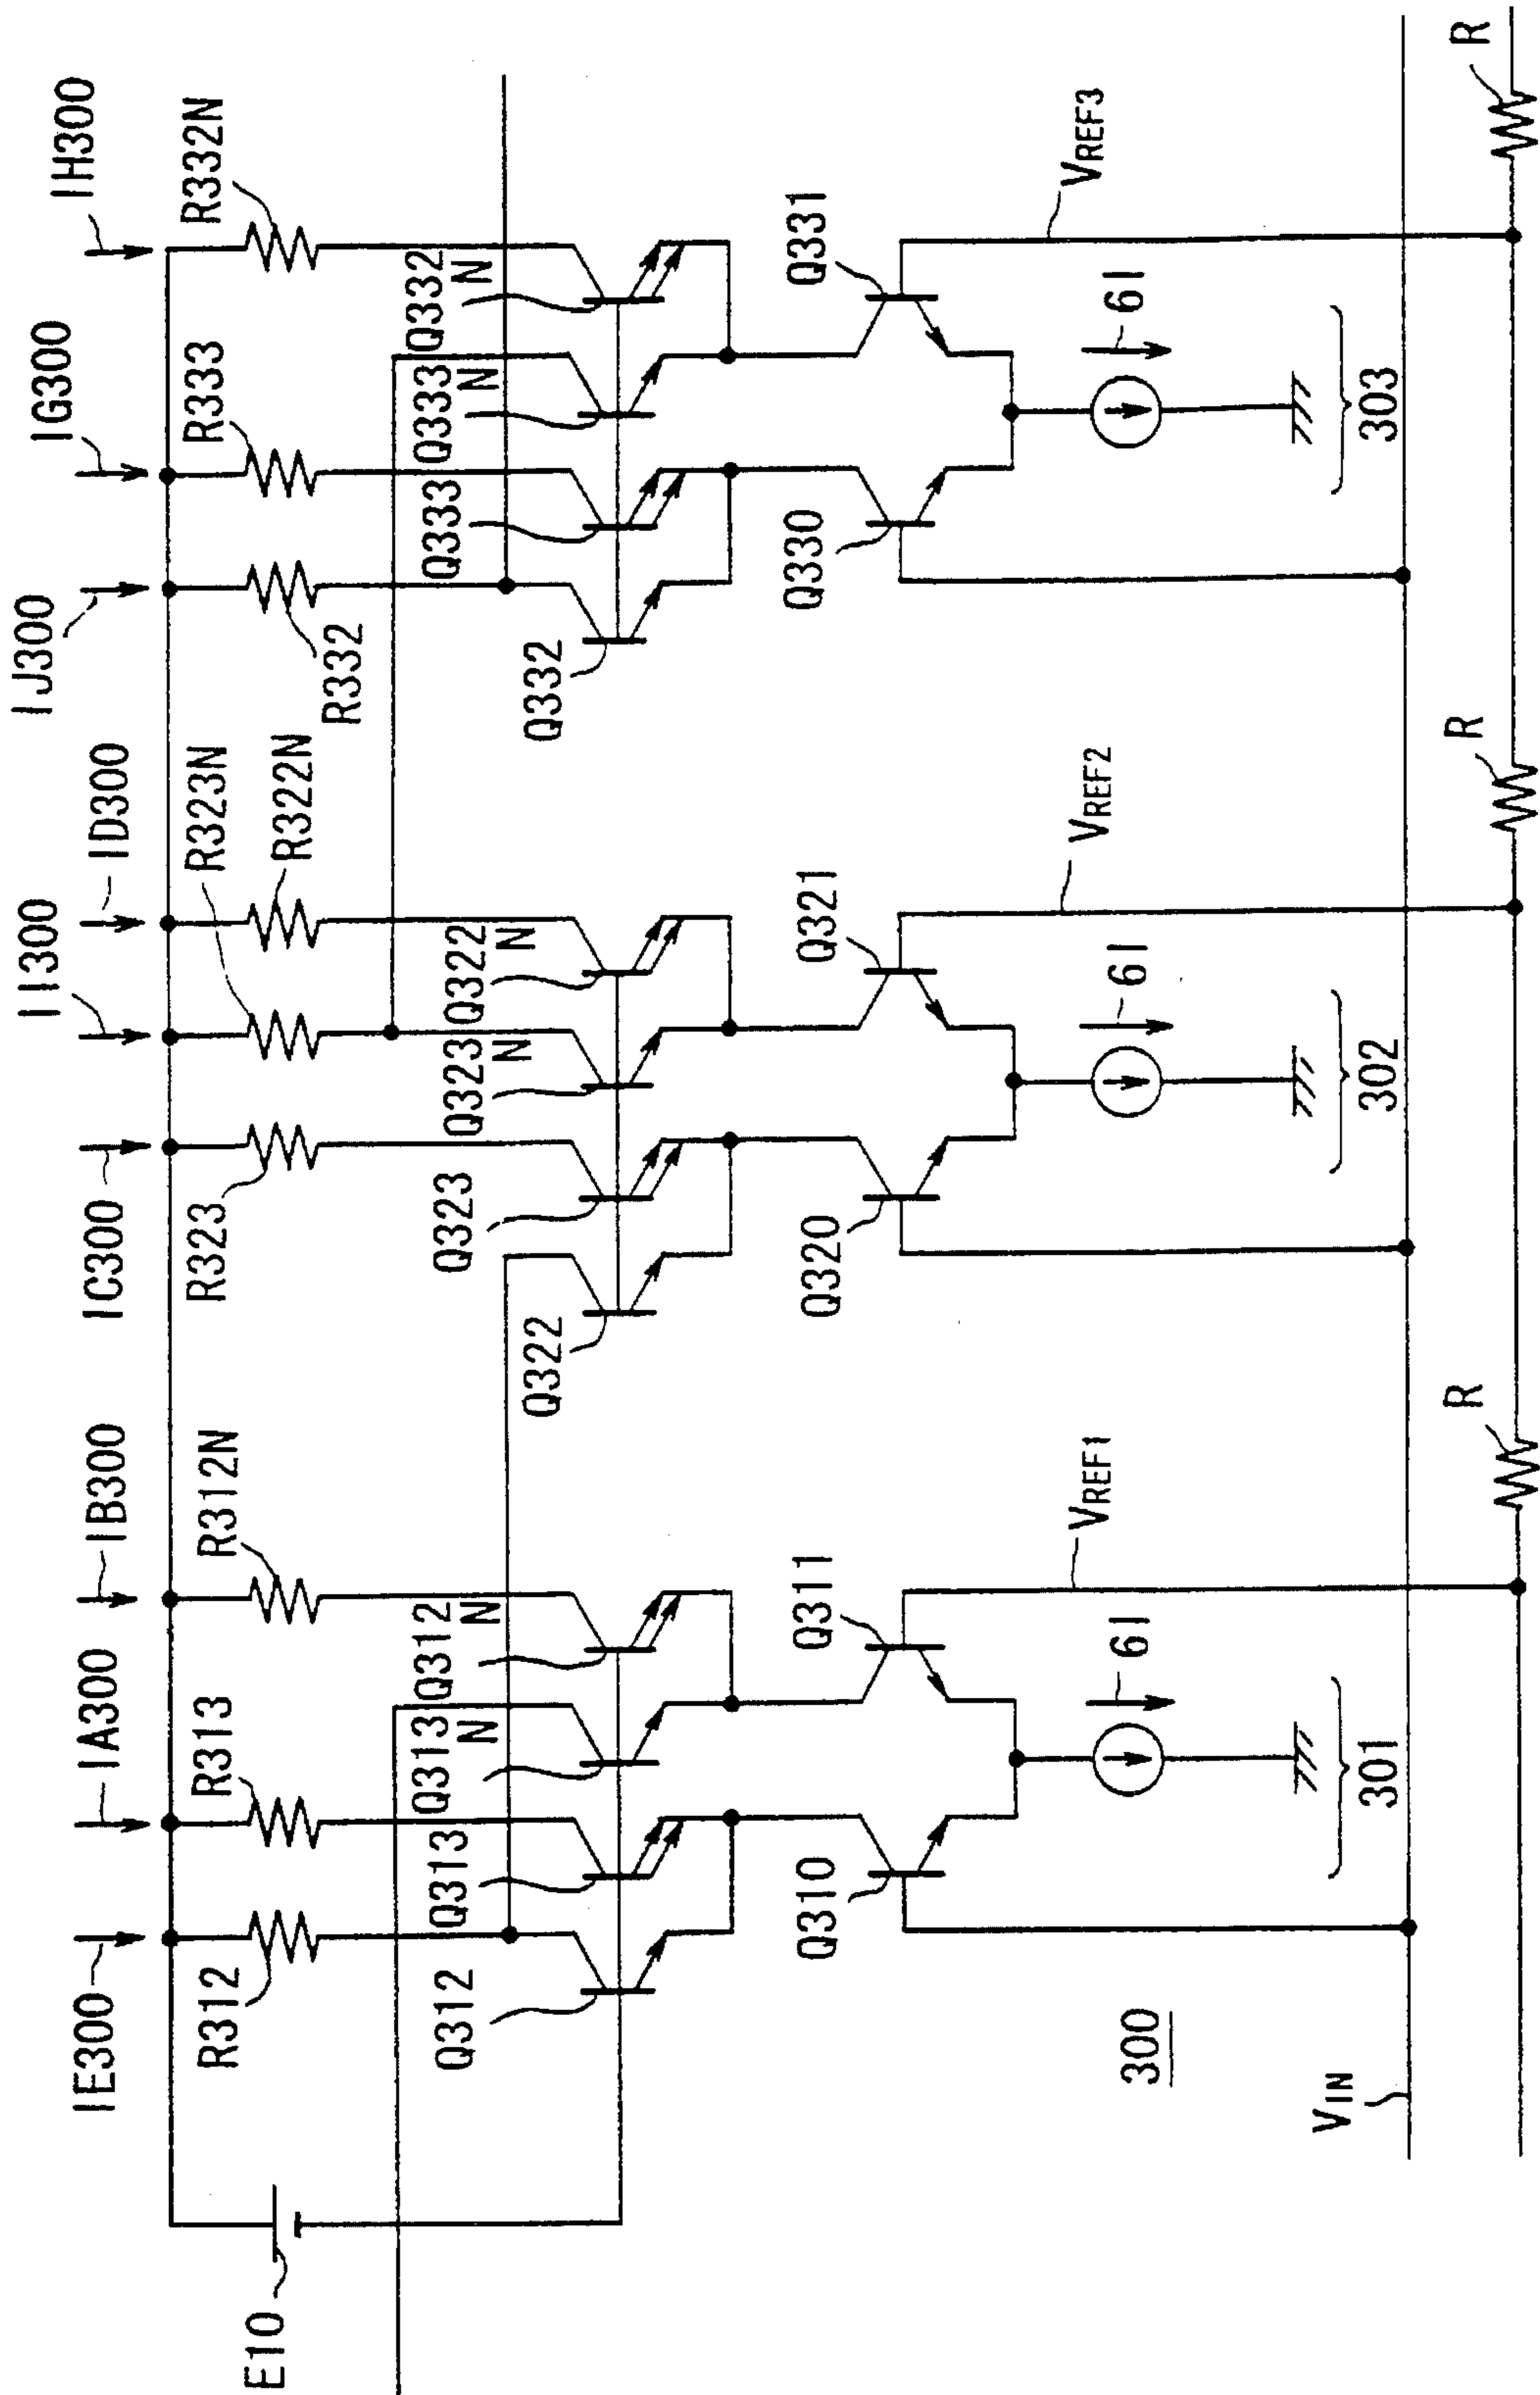 IE300
IA300
IB300
IC300
II300
ID300
IJ300
IG300
IH300
R312
R313
R312N
R323
R323N
R322N
R332
R333
R332N
E10
Q312
Q313
Q313
N
Q312
N
Q322
Q323
Q323
N
Q322
N
Q332
Q333
Q333
N
Q332
N
Q310
Q311
Q320
Q321
Q330
Q331
VREF1
VREF2
VREF3
6I
6I
6I
301
302
303
300
VIN
R
R
R